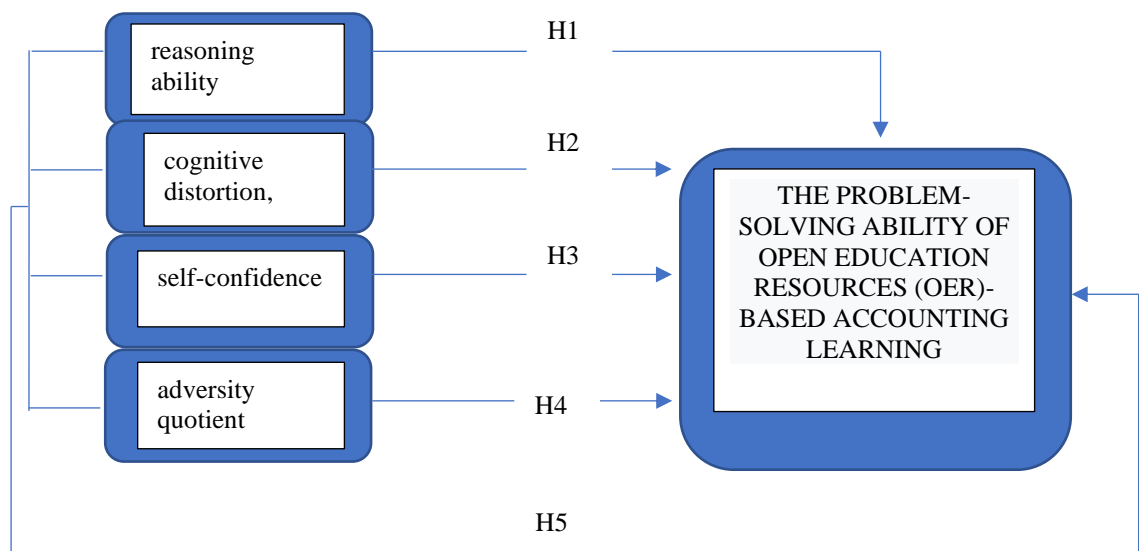 reasoning
ability
H1
cognitive
distortion,
H2
self-confidence
H3
adversity
quotient
H4
THE PROBLEM-
SOLVING ABILITY OF
OPEN EDUCATION
RESOURCES (OER)-
BASED ACCOUNTING
LEARNING
H5